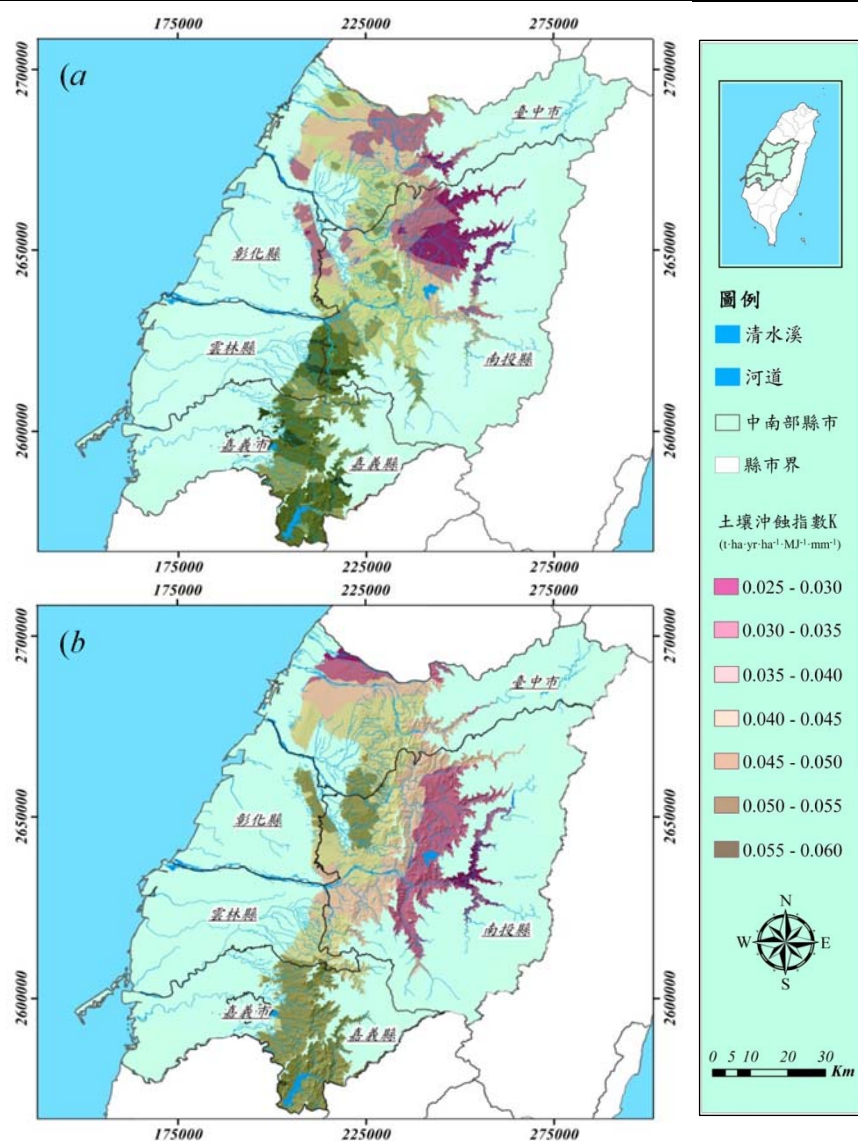 175000
225000
275000
2700000
2650000
2600000
(a
臺中市
彰化縣
雲林縣
南投縣
嘉義市
嘉義縣
2700000
2650000
2600000
175000
225000
275000
175000
225000
275000
2700000
2650000
2600000
(b
臺中市
彰化縣
雲林縣
南投縣
嘉義市
嘉義縣
2700000
2650000
2600000
175000
225000
275000
圖例
清水溪
河道
中南部縣市
縣市界
土壤沖蝕指數K
(t·ha·yr·ha⁻¹·MJ⁻¹·mm⁻¹)
0.025 - 0.030
0.030 - 0.035
0.035 - 0.040
0.040 - 0.045
0.045 - 0.050
0.050 - 0.055
0.055 - 0.060
N
W E
S
0 5 10 20 30
Km